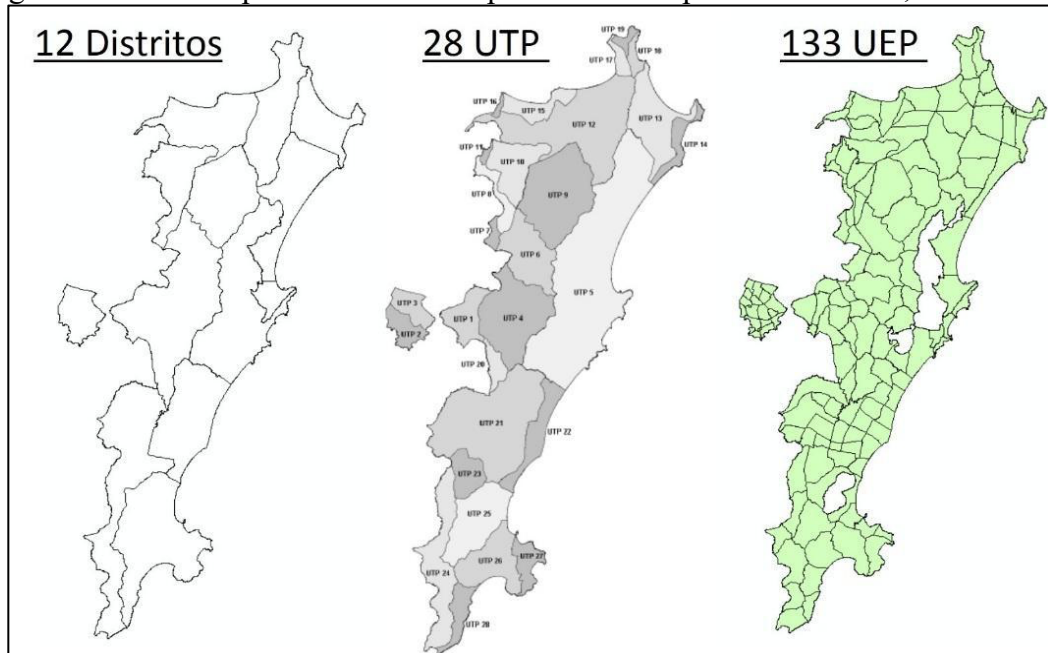 12 Distritos
28 UTP
133 UEP
UTP 19
UTP 18
UTP 17
UTP 16
UTP 15
UTP 12
UTP 13
UTP 14
UTP 11
UTP 10
UTP 8
UTP 9
UTP 7
UTP 6
UTP 5
UTP 3
UTP 1
UTP 4
UTP 2
UTP 20
UTP 21
UTP 22
UTP 23
UTP 25
UTP 26
UTP 27
UTP 24
UTP 28